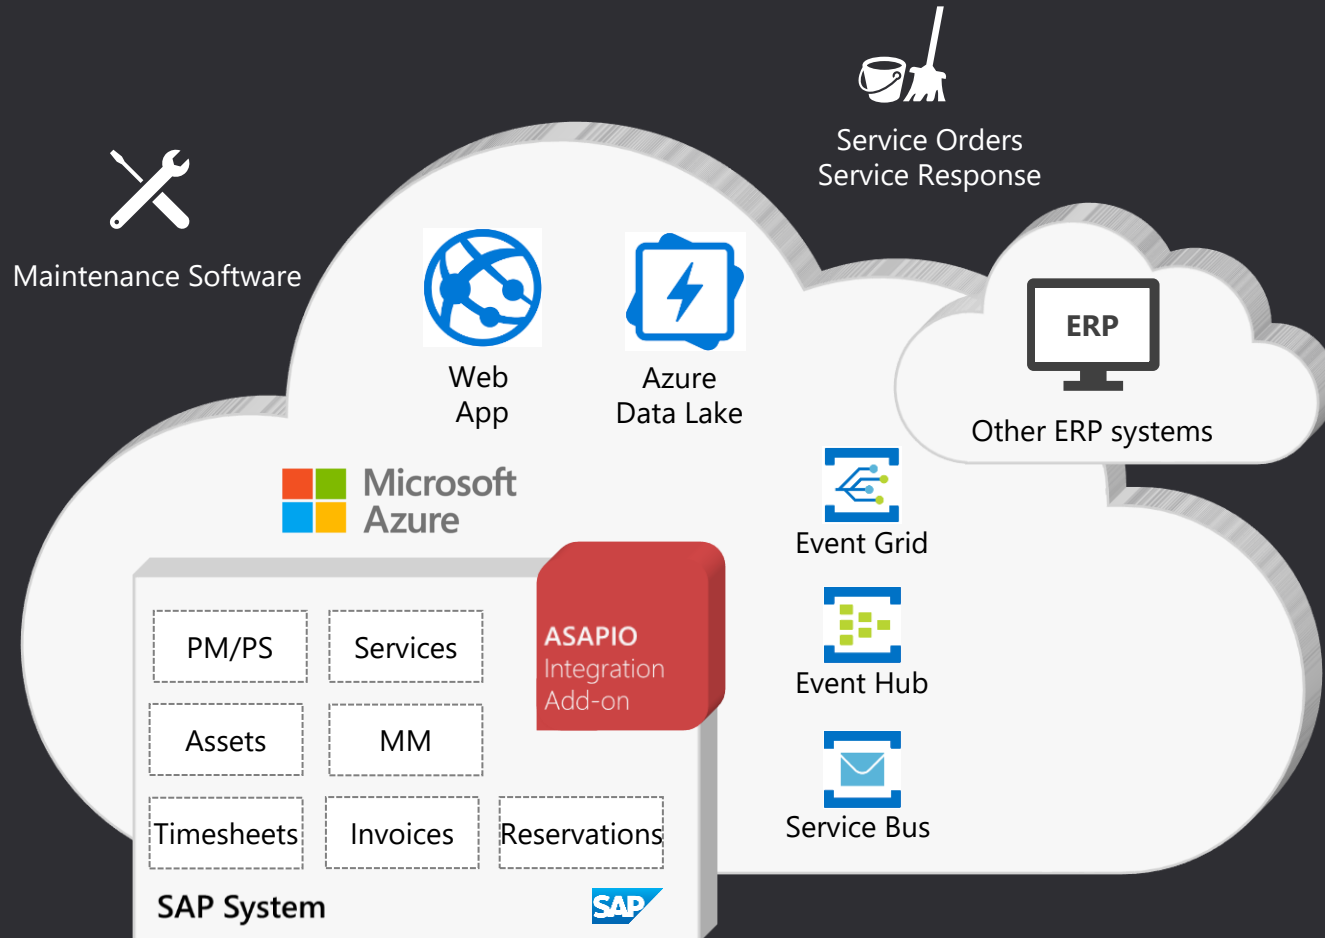 Service Orders
Service Response
Maintenance Software
ERP
Other ERP systems
Web
App
Azure
Data Lake
Microsoft
Azure
Event Grid
Event Hub
Service Bus
ASAPIO
Integration
Add-on
PM/PS
Services
Assets
MM
Timesheets
Invoices
Reservations
SAP System
SAP